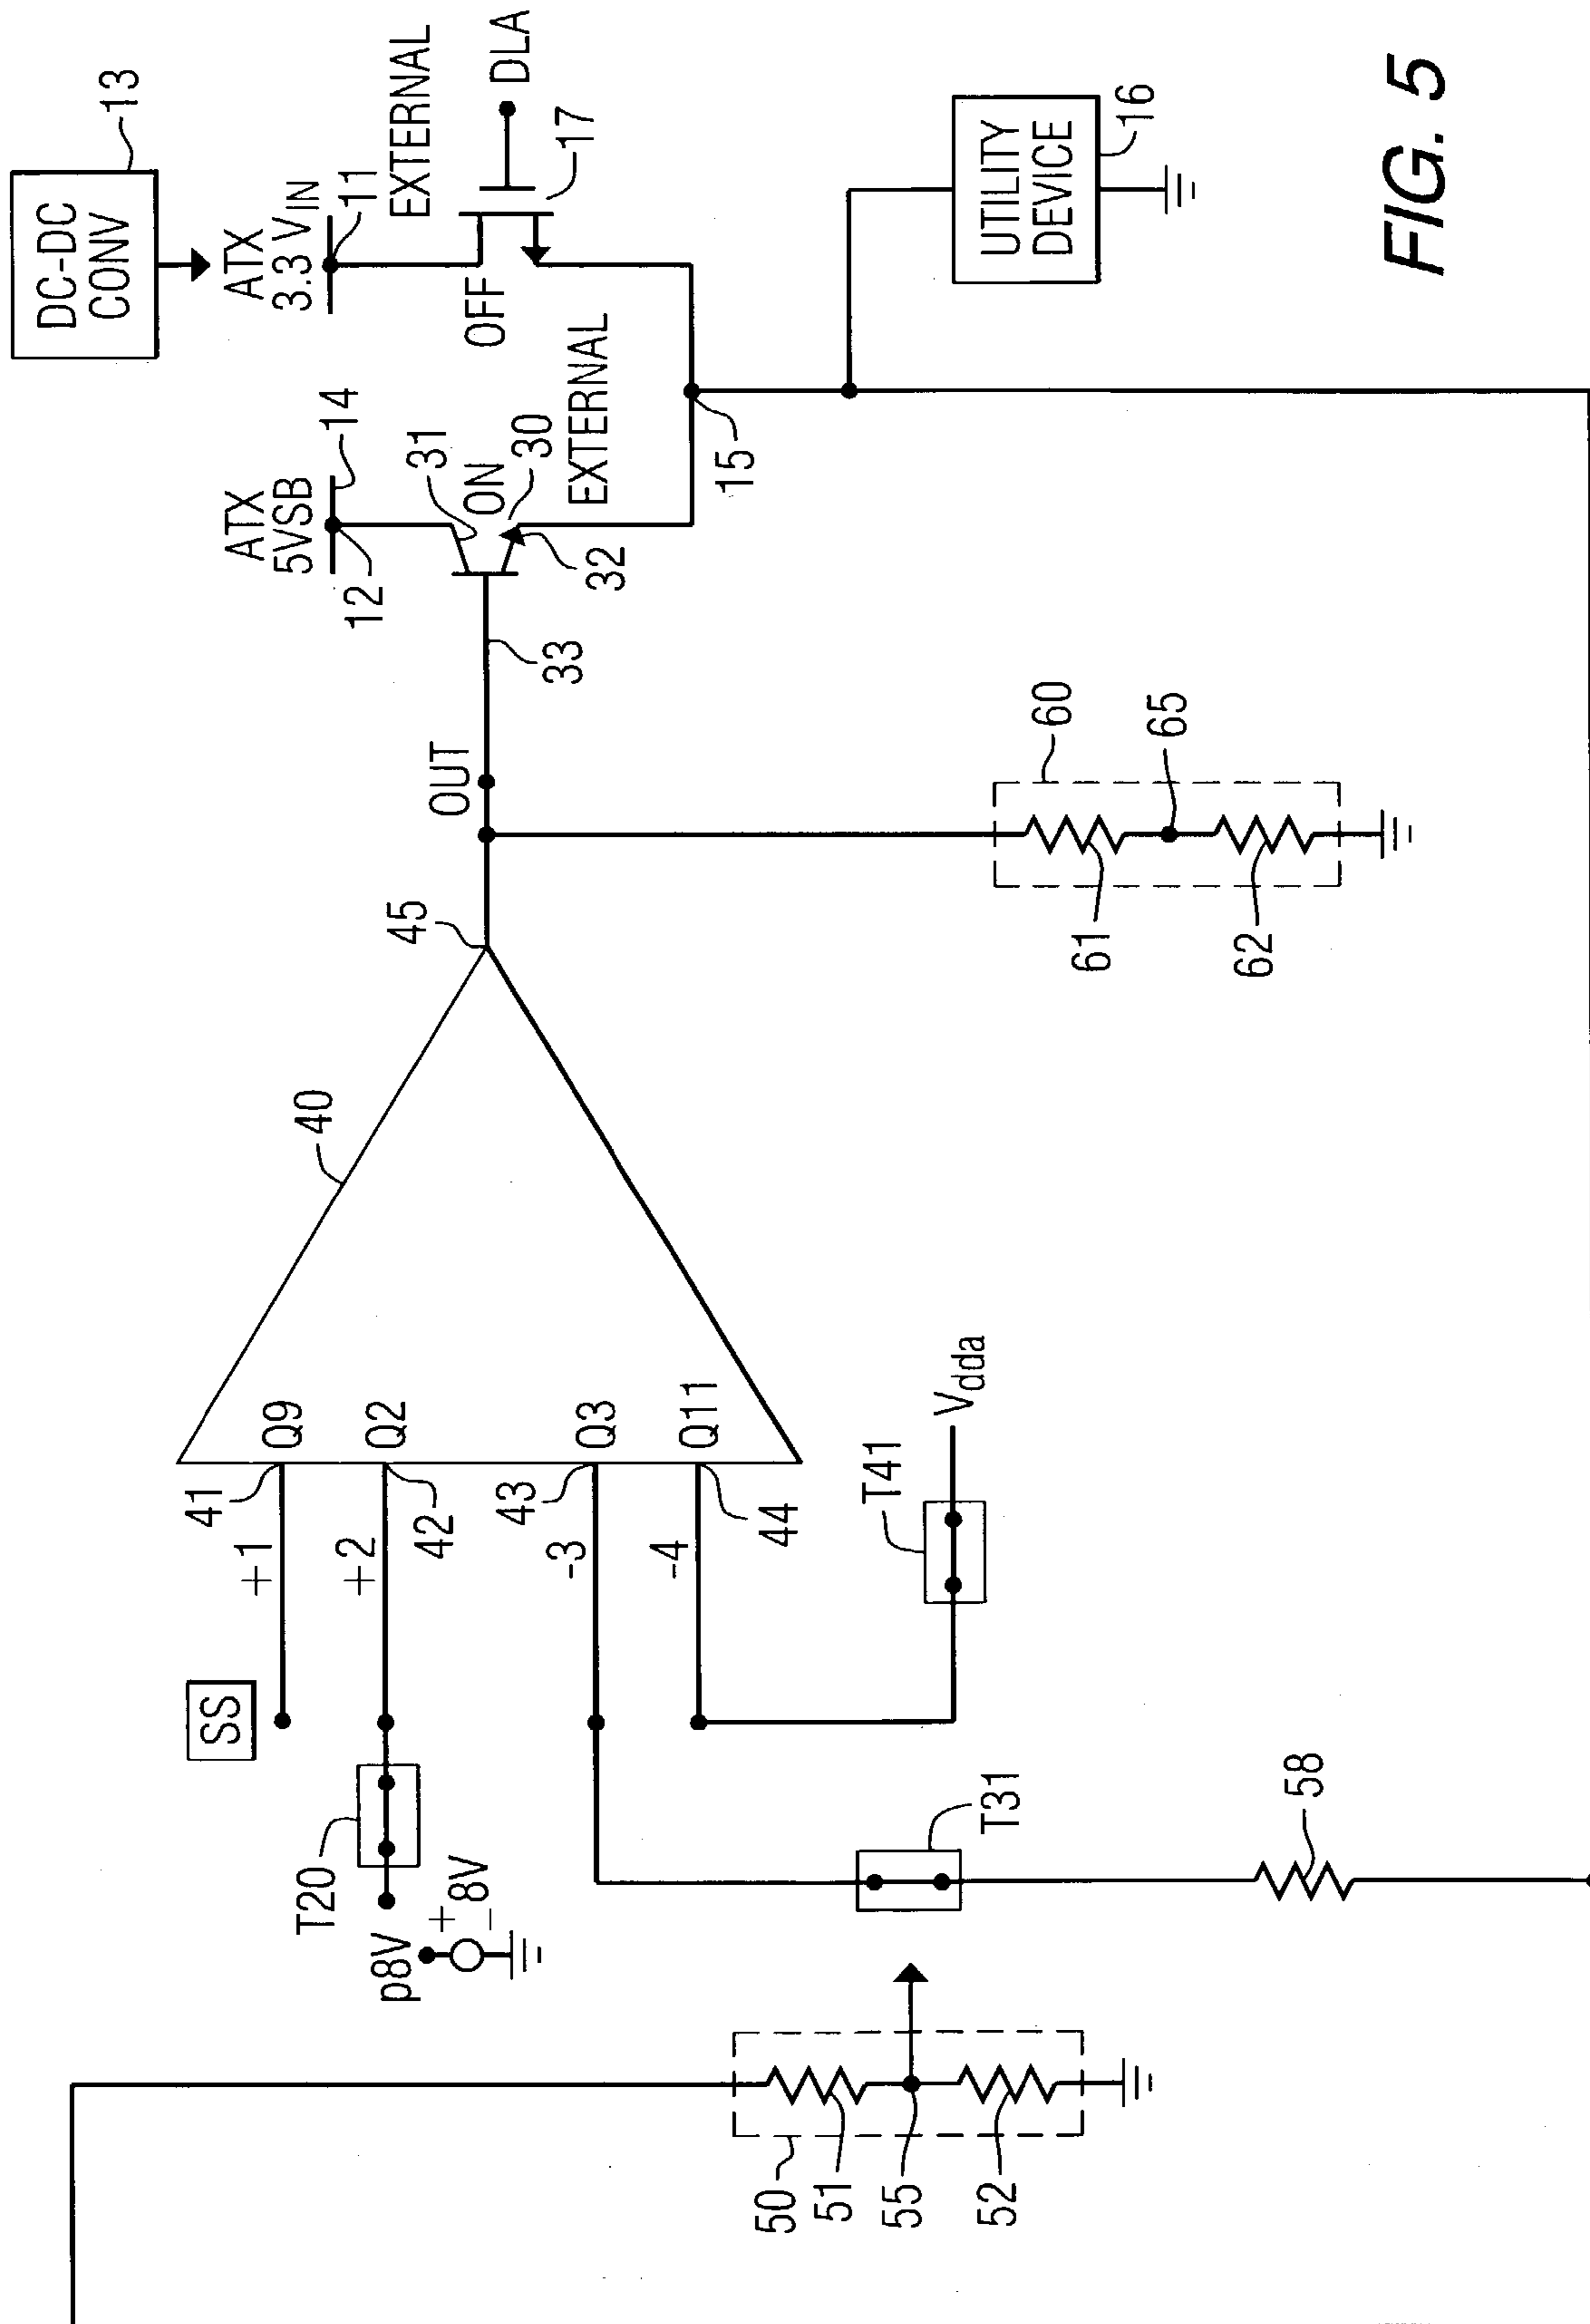 DC-DC
CONV
13
ATX
3.3 VIN
11
EXTERNAL
DLA
17
OFF
ATX
5VSB
14
12
31
ON
30
EXTERNAL
32
33
15
UTILITY
DEVICE
16
OUT
45
60
65
61
62
40
SS
+1
41
Q9
+2
42
Q2
-3
43
Q3
-4
44
Q11
T20
p8V
+
-
8V
T41
Vdda
T31
58
50
51
55
52
FIG. 5